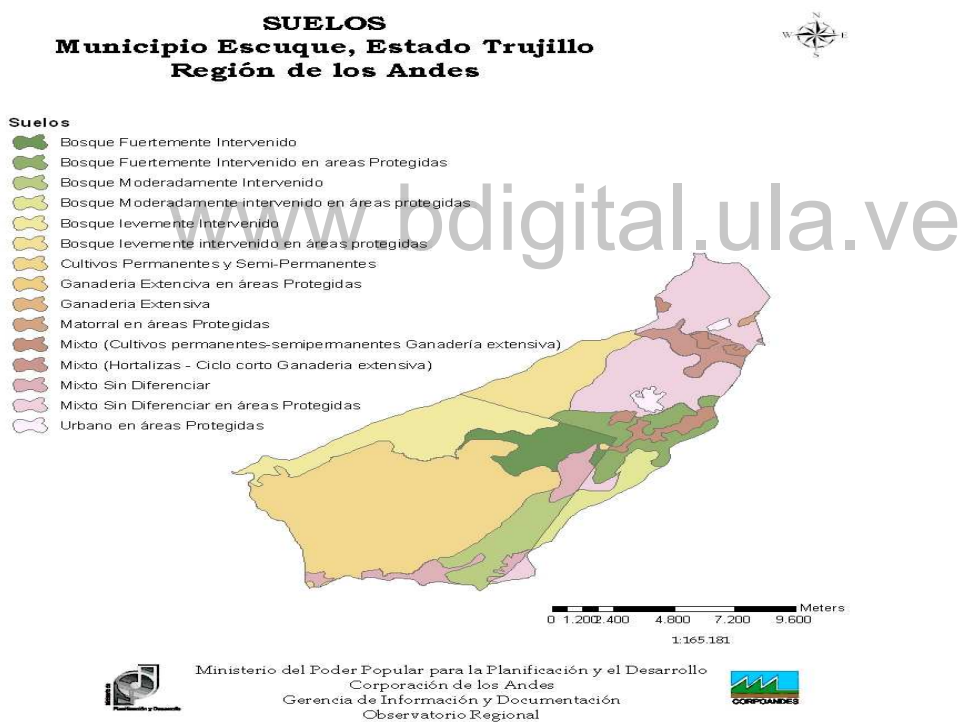 SUELOS
Municipio Escuque, Estado Trujillo
Región de los Andes
N
W E
S
Suelos
Bosque Fuertemente Intervenido
Bosque Fuertemente Intervenido en areas Protegidas
Bosque Moderadamente Intervenido
Bosque Moderadamente intervenido en áreas protegidas
Bosque levemente Intervenido
Bosque levemente intervenido en áreas protegidas
Cultivos Permanentes y Semi-Permanentes
Ganaderia Extenciva en áreas Protegidas
Ganaderia Extensiva
Matorral en áreas Protegidas
Mixto (Cultivos permanentes-semipermanentes Ganadería extensiva)
Mixto (Hortalizas - Ciclo corto Ganaderia extensiva)
Mixto Sin Diferenciar
Mixto Sin Diferenciar en áreas Protegidas
Urbano en áreas Protegidas
www.bdigital.ula.ve
Meters
0 1.200 2.400 4.800 7.200 9.600
1:165.181
Ministerio del Poder Popular para la Planificación y el Desarrollo
Corporación de los Andes
Gerencia de Información y Documentación
Observatorio Regional
Planificación y Desarrollo
CORPOANDES